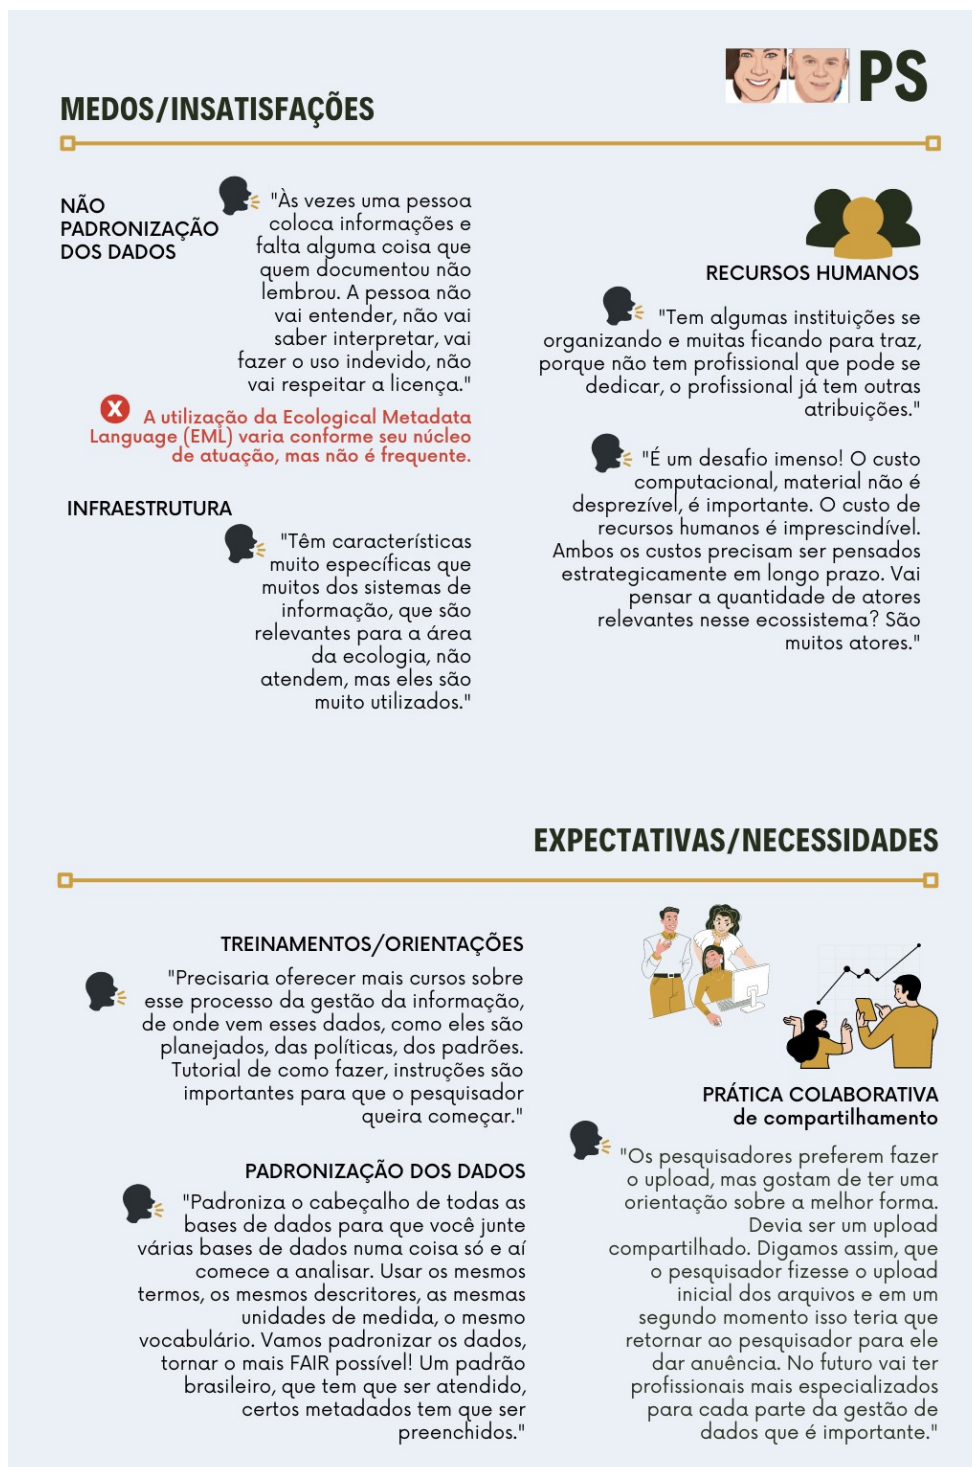 PS
MEDOS/INSATISFAÇÕES
NÃO
PADRONIZAÇÃO
DOS DADOS
"Às vezes uma pessoa
coloca informações e
falta alguma coisa que
quem documentou não
lembrou. A pessoa não
vai entender, não vai
saber interpretar, vai
fazer o uso indevido, não
vai respeitar a licença."
X
A utilização da Ecological Metadata
Language (EML) varia conforme seu núcleo
de atuação, mas não é frequente.
INFRAESTRUTURA
"Têm características
muito específicas que
muitos dos sistemas de
informação, que são
relevantes para a área
da ecologia, não
atendem, mas eles são
muito utilizados."
RECURSOS HUMANOS
"Tem algumas instituições se
organizando e muitas ficando para traz,
porque não tem profissional que pode se
dedicar, o profissional já tem outras
atribuições."
"É um desafio imenso! O custo
computacional, material não é
desprezível, é importante. O custo de
recursos humanos é imprescindível.
Ambos os custos precisam ser pensados
estrategicamente em longo prazo. Vai
pensar a quantidade de atores
relevantes nesse ecossistema? São
muitos atores."
EXPECTATIVAS/NECESSIDADES
TREINAMENTOS/ORIENTAÇÕES
"Precisaria oferecer mais cursos sobre
esse processo da gestão da informação,
de onde vem esses dados, como eles são
planejados, das políticas, dos padrões.
Tutorial de como fazer, instruções são
importantes para que o pesquisador
queira começar."
PADRONIZAÇÃO DOS DADOS
"Padroniza o cabeçalho de todas as
bases de dados para que você junte
várias bases de dados numa coisa só e aí
comece a analisar. Usar os mesmos
termos, os mesmos descritores, as mesmas
unidades de medida, o mesmo
vocabulário. Vamos padronizar os dados,
tornar o mais FAIR possível! Um padrão
brasileiro, que tem que ser atendido,
certos metadados tem que ser
preenchidos."
PRÁTICA COLABORATIVA
de compartilhamento
"Os pesquisadores preferem fazer
o upload, mas gostam de ter uma
orientação sobre a melhor forma.
Devia ser um upload
compartilhado. Digamos assim, que
o pesquisador fizesse o upload
inicial dos arquivos e em um
segundo momento isso teria que
retornar ao pesquisador para ele
dar anuência. No futuro vai ter
profissionais mais especializados
para cada parte da gestão de
dados que é importante."